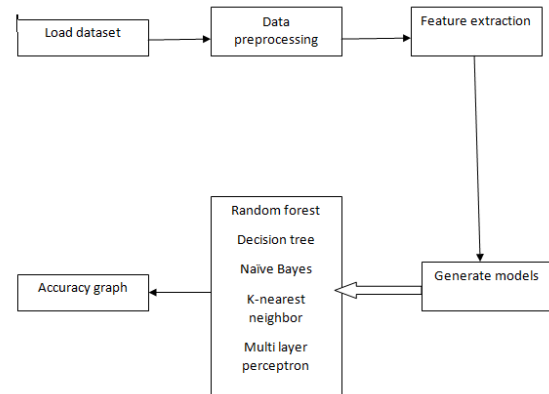 Load dataset
Data
preprocessing
Feature extraction
Generate models
Random forest
Decision tree
Naïve Bayes
K-nearest
neighbor
Multi layer
perceptron
Accuracy graph